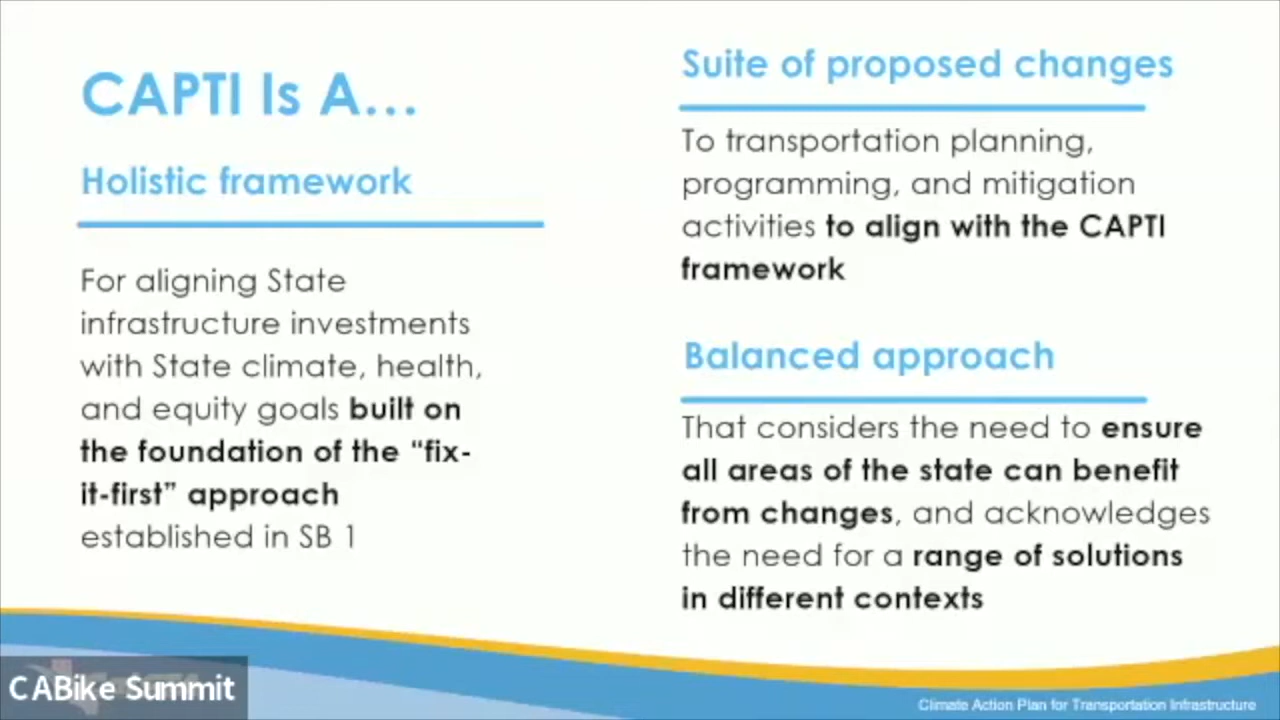 CAPTI Is A...
Holistic framework
For aligning State
infrastructure investments
with State climate, health,
and equity goals built on
the foundation of the “fix-
it-first” approach
established in SB 1
Suite of proposed changes
To transportation planning,
programming, and mitigation
activities to align with the CAPTI
framework
Balanced approach
That considers the need to ensure
all areas of the state can benefit
from changes, and acknowledges
the need for a range of solutions
in different contexts
CABike Summit
Climate Action Plan for Transportation Infrastructure